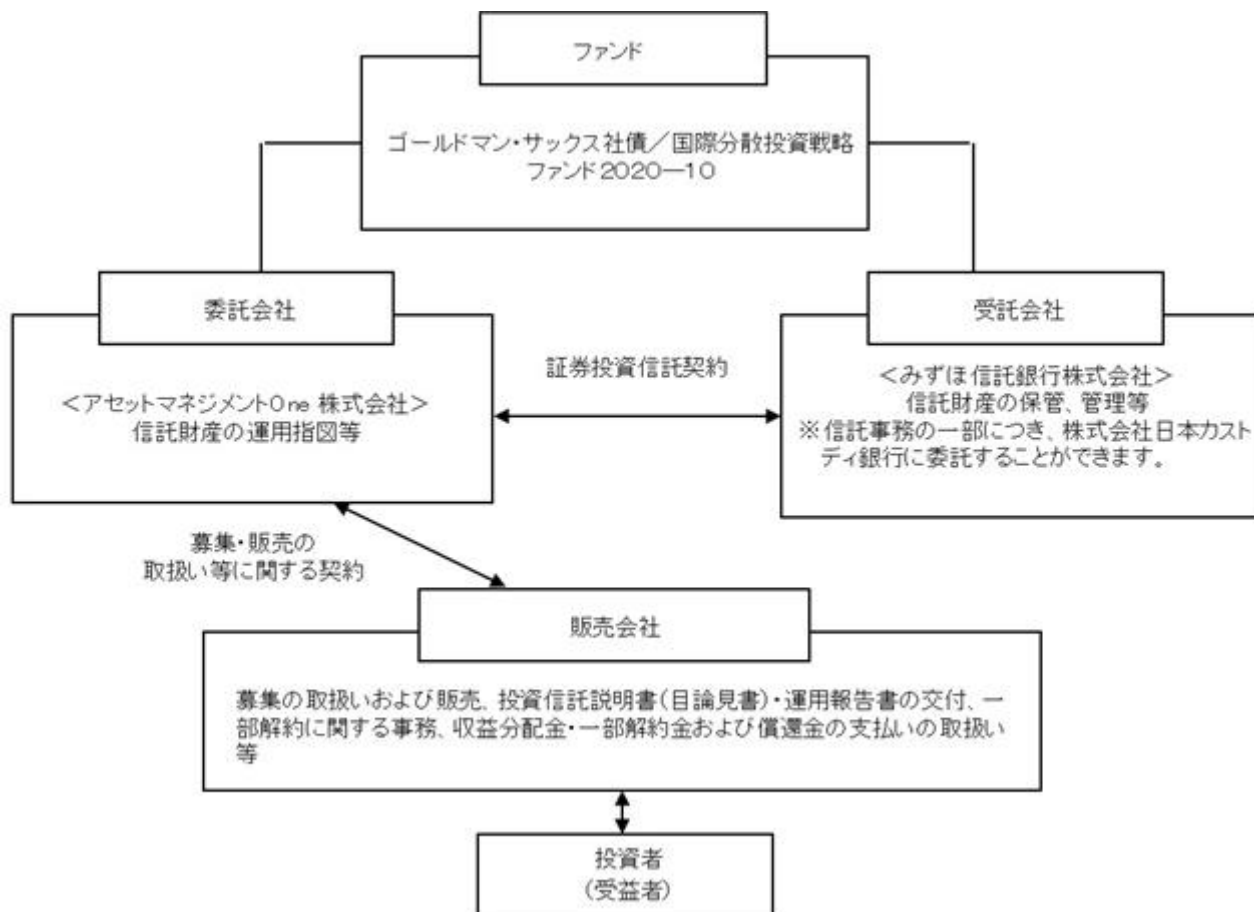 ファンド
ゴールドマン・サックス社債／国際分散投資戦略
ファンド2020―10
委託会社
<アセットマネジメントOne 株式会社>
信託財産の運用指図等
証券投資信託契約
受託会社
<みずほ信託銀行株式会社>
信託財産の保管、管理等
※信託事務の一部につき、株式会社日本カスト
ディ銀行に委託することができます。
募集・販売の
取扱い等に関する契約
販売会社
募集の取扱いおよび販売、投資信託説明書(目論見書)・運用報告書の交付、一
部解約に関する事務、収益分配金・一部解約金および償還金の支払いの取扱い
等
投資者
(受益者)